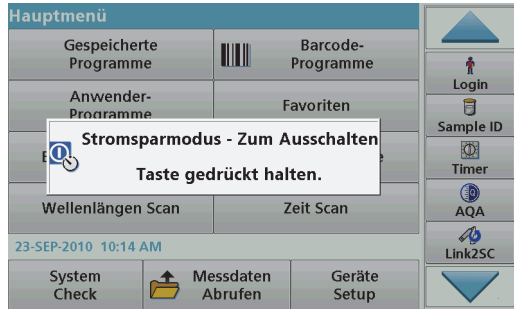 Hauptmenü
Gespeicherte
Programme
Barcode-
Programme
Anwender-
Programme
Favoriten
Stromsparmodus - Zum Ausschalten
Taste gedrückt halten.
Wellenlängen Scan
Zeit Scan
23-SEP-2010 10:14 AM
System
Check
Messdaten
Abrufen
Geräte
Setup
Login
Sample ID
Timer
AQA
Link2SC